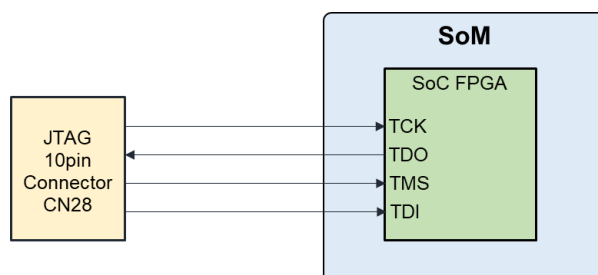 SoM
SoC FPGA
JTAG
10pin
Connector
CN28
TCK
TDO
TMS
TDI